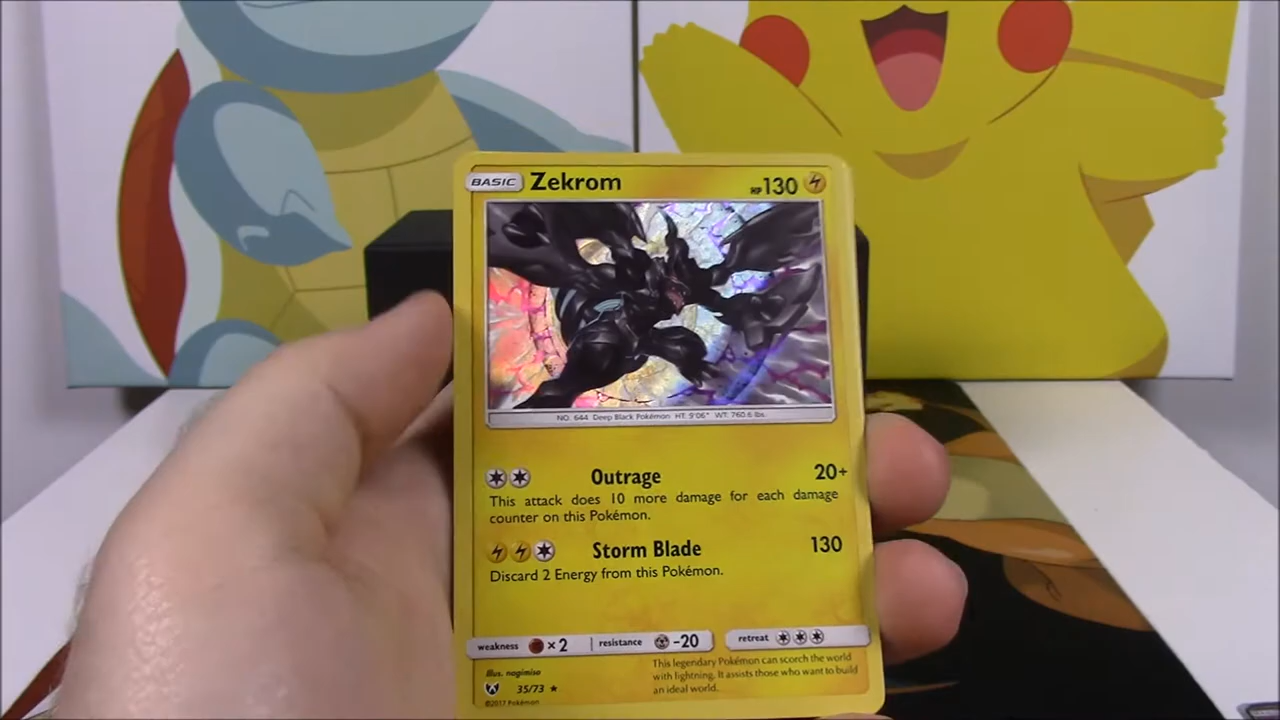 BASIC Zekrom HP 130
NO. 644 Deep Black Pokémon HT: 9'06" WT: 760.6 lbs.
Outrage 20+
This attack does 10 more damage for each damage
counter on this Pokémon.
Storm Blade 130
Discard 2 Energy from this Pokémon.
weakness ×2 resistance -20 retreat
Illus. nagimiso
This legendary Pokémon can scorch the world
with lightning. It assists those who want to build
an ideal world.
35/73 ★
©2017 Pokémon